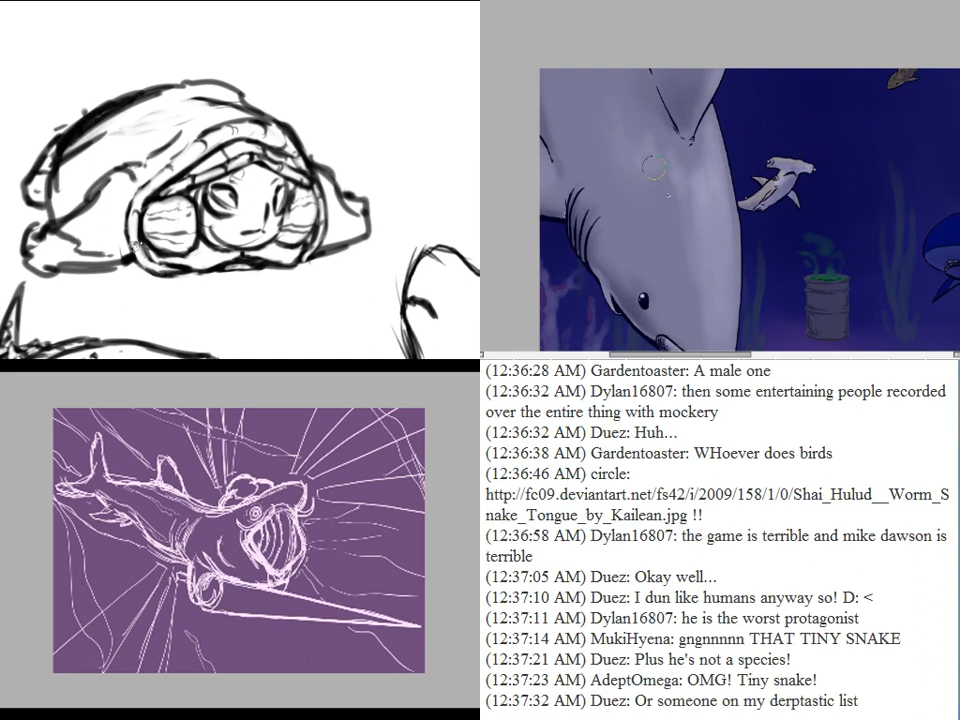 (12:36:28 AM) Gardentoaster: A male one
(12:36:32 AM) Dylan16807: then some entertaining people recorded
over the entire thing with mockery
(12:36:32 AM) Duez: Huh...
(12:36:38 AM) Gardentoaster: WHoever does birds
(12:36:46 AM) circle:
http://fc09.deviantart.net/fs42/i/2009/158/1/0/Shai_Hulud__Worm_S
nake_Tongue_by_Kailean.jpg !!
(12:36:58 AM) Dylan16807: the game is terrible and mike dawson is
terrible
(12:37:05 AM) Duez: Okay well...
(12:37:10 AM) Duez: I dun like humans anyway so! D: <
(12:37:11 AM) Dylan16807: he is the worst protagonist
(12:37:14 AM) MukiHyena: gngnnnnn THAT TINY SNAKE
(12:37:21 AM) Duez: Plus he's not a species!
(12:37:23 AM) AdeptOmega: OMG! Tiny snake!
(12:37:32 AM) Duez: Or someone on my derptastic list